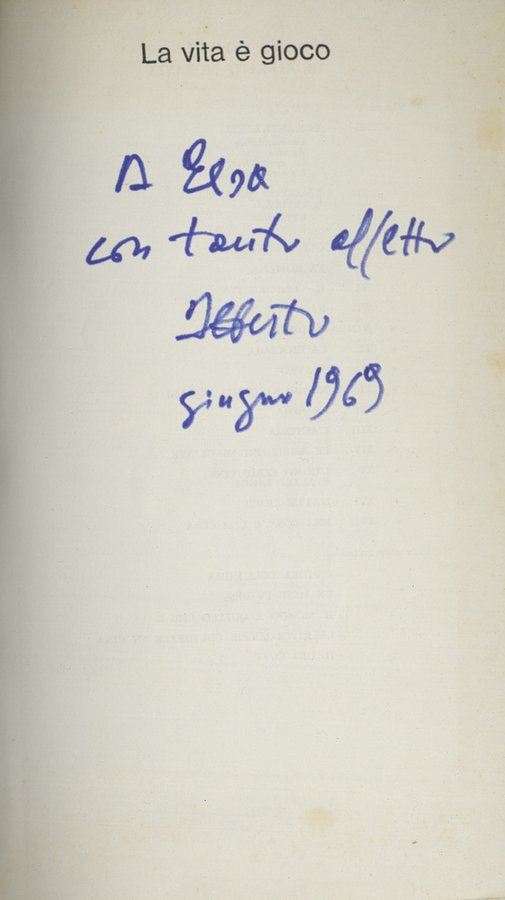 La vita è gioco
A Elsa
con tanto affetto
Alberto
giugno 1969